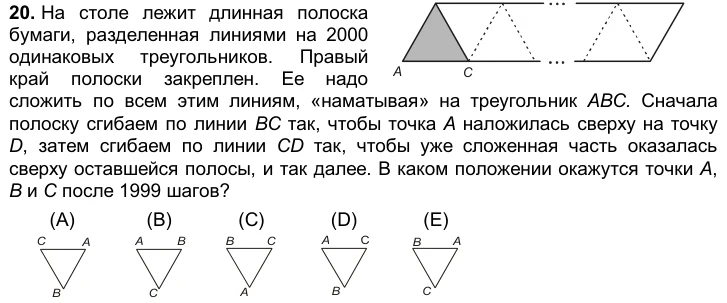 20. На столе лежит длинная полоска
бумаги, разделенная линиями на 2000
одинаковых треугольников. Правый
край полоски закреплен. Ее надо
сложить по всем этим линиям, «наматывая» на треугольник ABC. Сначала
полоску сгибаем по линии BC так, чтобы точка A наложилась сверху на точку
D, затем сгибаем по линии CD так, чтобы уже сложенная часть оказалась
сверху оставшейся полосы, и так далее. В каком положении окажутся точки A,
B и C после 1999 шагов?
...
A C ...
(A) (B) (C) (D) (E)
C A A B B C A C B A
B C A B C